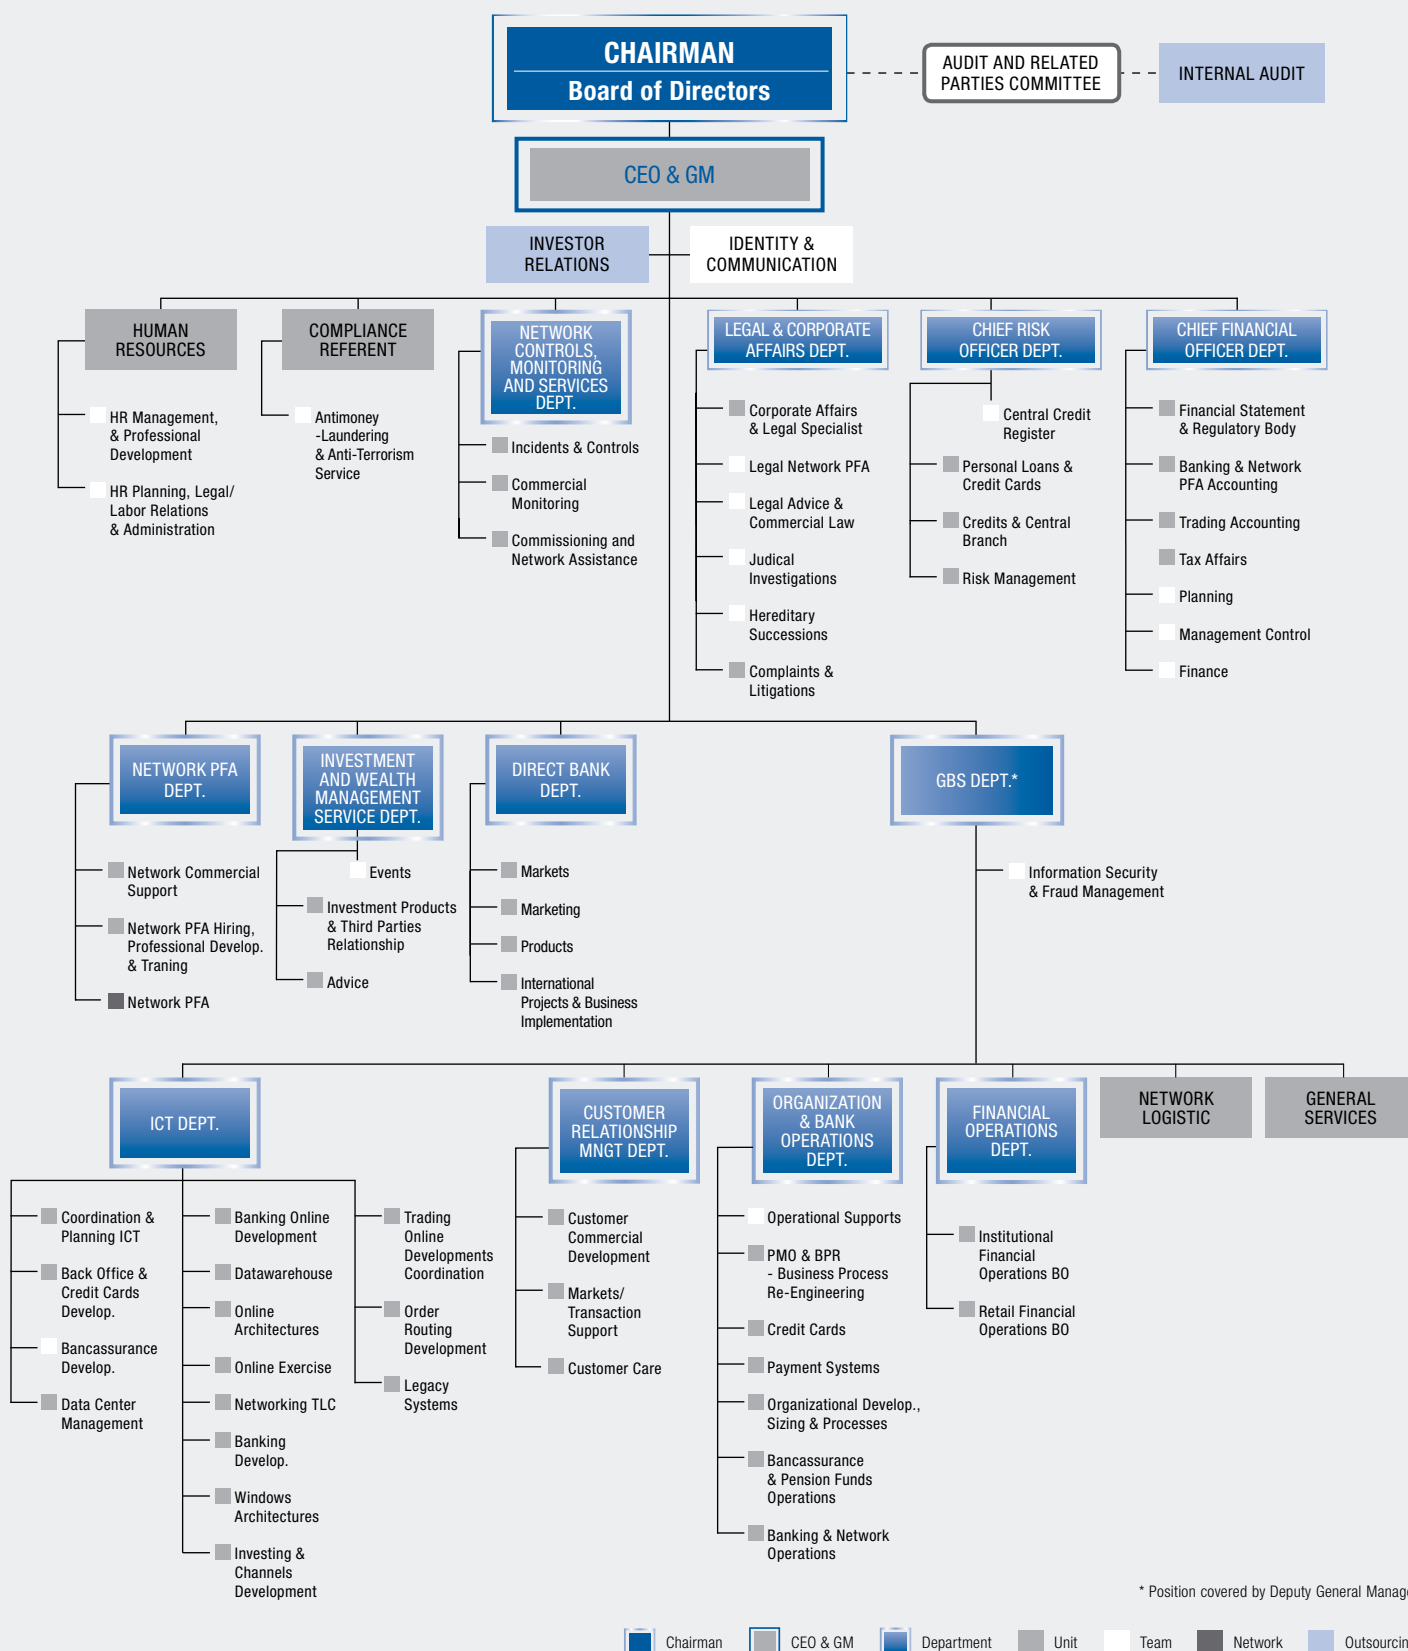 CHAIRMAN
Board of Directors
AUDIT AND RELATED
PARTIES COMMITTEE
INTERNAL AUDIT
CEO & GM
INVESTOR
RELATIONS
IDENTITY &
COMMUNICATION
HUMAN
RESOURCES
HR Management,
& Professional
Development
HR Planning, Legal/
Labor Relations
& Administration
COMPLIANCE
REFERENT
Antimoney
-Laundering
& Anti-Terrorism
Service
NETWORK
CONTROLS,
MONITORING
AND SERVICES
DEPT.
Incidents & Controls
Commercial
Monitoring
Commissioning and
Network Assistance
LEGAL & CORPORATE
AFFAIRS DEPT.
Corporate Affairs
& Legal Specialist
Legal Network PFA
Legal Advice &
Commercial Law
Judical
Investigations
Hereditary
Successions
Complaints &
Litigations
CHIEF RISK
OFFICER DEPT.
Central Credit
Register
Personal Loans &
Credit Cards
Credits & Central
Branch
Risk Management
CHIEF FINANCIAL
OFFICER DEPT.
Financial Statement
& Regulatory Body
Banking & Network
PFA Accounting
Trading Accounting
Tax Affairs
Planning
Management Control
Finance
NETWORK PFA
DEPT.
Network Commercial
Support
Network PFA Hiring,
Professional Develop.
& Traning
Network PFA
INVESTMENT
AND WEALTH
MANAGEMENT
SERVICE DEPT.
Events
Investment Products
& Third Parties
Relationship
Advice
DIRECT BANK
DEPT.
Markets
Marketing
Products
International
Projects & Business
Implementation
GBS DEPT.*
Information Security
& Fraud Management
ICT DEPT.
Coordination &
Planning ICT
Back Office &
Credit Cards
Develop.
Bancassurance
Develop.
Data Center
Management
Banking Online
Development
Datawarehouse
Online
Architectures
Online Exercise
Networking TLC
Banking
Develop.
Windows
Architectures
Investing &
Channels
Development
Trading
Online
Developments
Coordination
Order
Routing
Development
Legacy
Systems
CUSTOMER
RELATIONSHIP
MNGT DEPT.
Customer
Commercial
Development
Markets/
Transaction
Support
Customer Care
ORGANIZATION
& BANK
OPERATIONS
DEPT.
Operational Supports
PMO & BPR
- Business Process
Re-Engineering
Credit Cards
Payment Systems
Organizational Develop.,
Sizing & Processes
Bancassurance
& Pension Funds
Operations
Banking & Network
Operations
FINANCIAL
OPERATIONS
DEPT.
Institutional
Financial
Operations BO
Retail Financial
Operations BO
NETWORK
LOGISTIC
GENERAL
SERVICES
* Position covered by Deputy General Manage
Chairman
CEO & GM
Department
Unit
Team
Network
Outsourcin